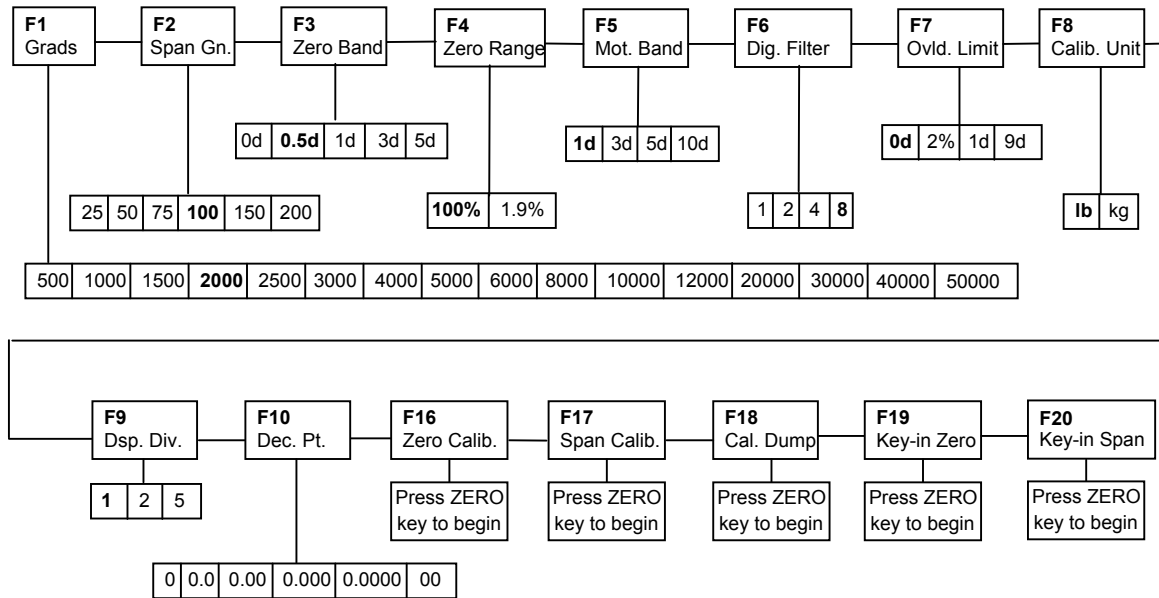 F1 F2 F3 F4 F5 F6 F7 F8
Grads Span Gn. Zero Band Zero Range Mot. Band Dig. Filter Ovld. Limit Calib. Unit
0d 0.5d 1d 3d 5d
1d 3d 5d 10d
0d 2% 1d 9d
25 50 75 100 150 200
100% 1.9%
1 2 4 8
lb kg
500 1000 1500 2000 2500 3000 4000 5000 6000 8000 10000 12000 20000 30000 40000 50000
F9 F10 F16 F17 F18 F19 F20
Dsp. Div. Dec. Pt. Zero Calib. Span Calib. Cal. Dump Key-in Zero Key-in Span
1 2 5
Press ZERO Press ZERO Press ZERO Press ZERO Press ZERO
key to begin key to begin key to begin key to begin key to begin
0 0.0 0.00 0.000 0.0000 00